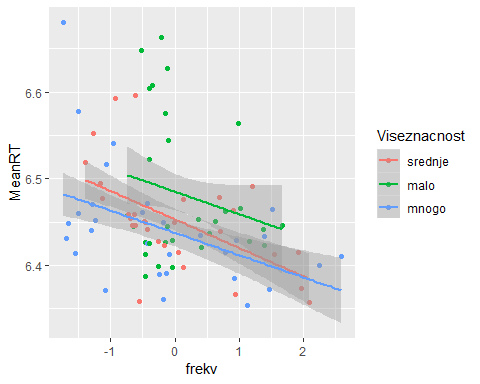 6.6
6.5
6.4
MeanRT
-1
0
1
2
frekv
Viseznacnost
srednje
malo
mnogo